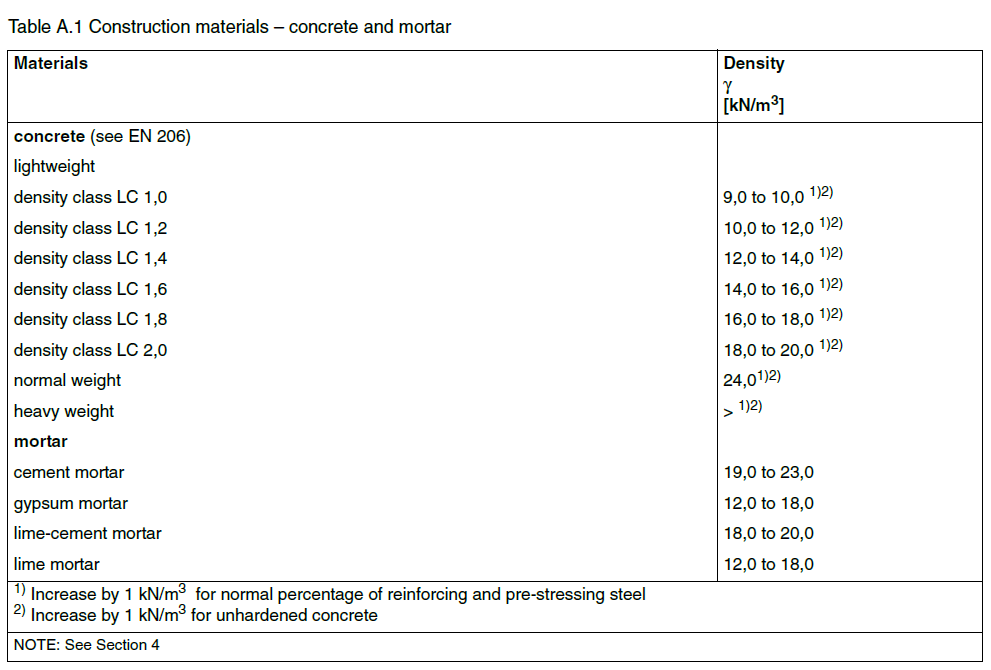 Table A.1 Construction materials – concrete and mortar
Materials Density
γ
[kN/m³]
concrete (see EN 206)
lightweight
density class LC 1,0 9,0 to 10,0 1)2)
density class LC 1,2 10,0 to 12,0 1)2)
density class LC 1,4 12,0 to 14,0 1)2)
density class LC 1,6 14,0 to 16,0 1)2)
density class LC 1,8 16,0 to 18,0 1)2)
density class LC 2,0 18,0 to 20,0 1)2)
normal weight 24,01)2)
heavy weight > 1)2)
mortar
cement mortar 19,0 to 23,0
gypsum mortar 12,0 to 18,0
lime-cement mortar 18,0 to 20,0
lime mortar 12,0 to 18,0
1) Increase by 1 kN/m³ for normal percentage of reinforcing and pre-stressing steel
2) Increase by 1 kN/m³ for unhardened concrete
NOTE: See Section 4